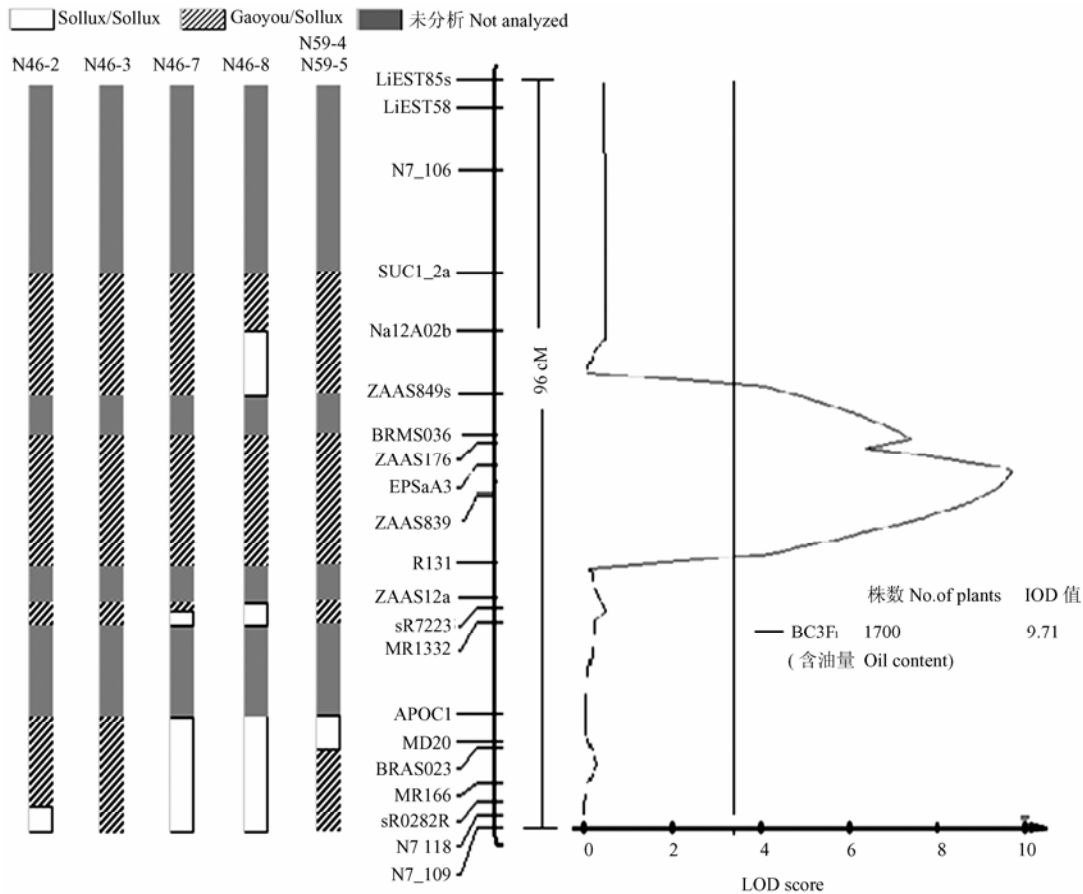 Sollux/Sollux
Gaoyou/Sollux
未分析 Not analyzed
N46-2
N46-3
N46-7
N46-8
N59-4
N59-5
LiEST85s
LiEST58
N7_106
SUC1_2a
Na12A02b
ZAAS849s
BRMS036
ZAAS176
EPSaA3
ZAAS839
R131
ZAAS12a
sR7223
MR1332
APOC1
MD20
BRAS023
MR166
sR0282R
N7 118
N7_109
96 cM
株数 No.of plants IOD 值
BC3F₁ 1700 9.71
(含油量 Oil content)
0 2 4 6 8 10
LOD score